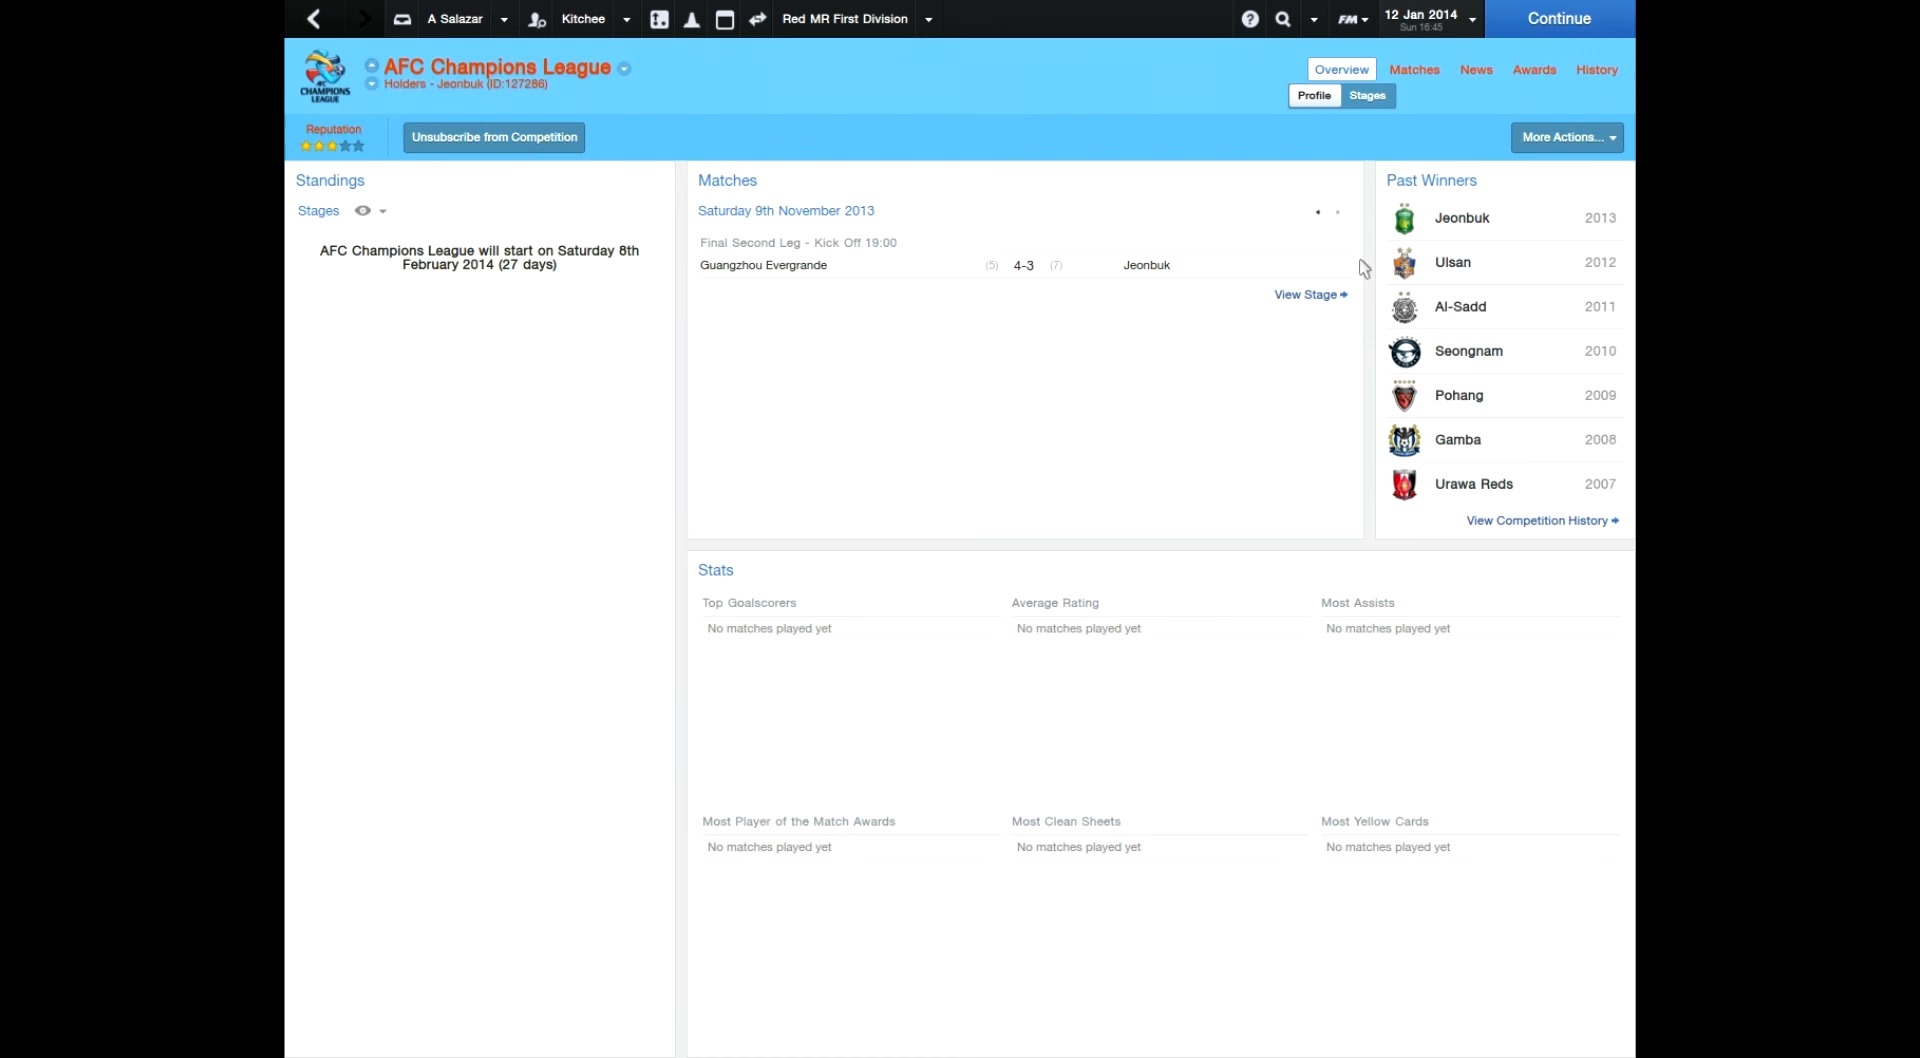 A Salazar
Kitchee
Red MR First Division
FM
12 Jan 2014
Sun 16:45
Continue
CHAMPIONS
LEAGUE
AFC Champions League
Holders - Jeonbuk (ID:127286)
Overview
Matches
News
Awards
History
Profile
Stages
Reputation
Unsubscribe from Competition
More Actions...
Standings
Stages
AFC Champions League will start on Saturday 8th
February 2014 (27 days)
Matches
Saturday 9th November 2013
Final Second Leg - Kick Off 19:00
Guangzhou Evergrande (5) 4-3 (7) Jeonbuk
View Stage
Past Winners
Jeonbuk 2013
Ulsan 2012
Al-Sadd 2011
Seongnam 2010
Pohang 2009
Gamba 2008
Urawa Reds 2007
View Competition History
Stats
Top Goalscorers
No matches played yet
Average Rating
No matches played yet
Most Assists
No matches played yet
Most Player of the Match Awards
No matches played yet
Most Clean Sheets
No matches played yet
Most Yellow Cards
No matches played yet